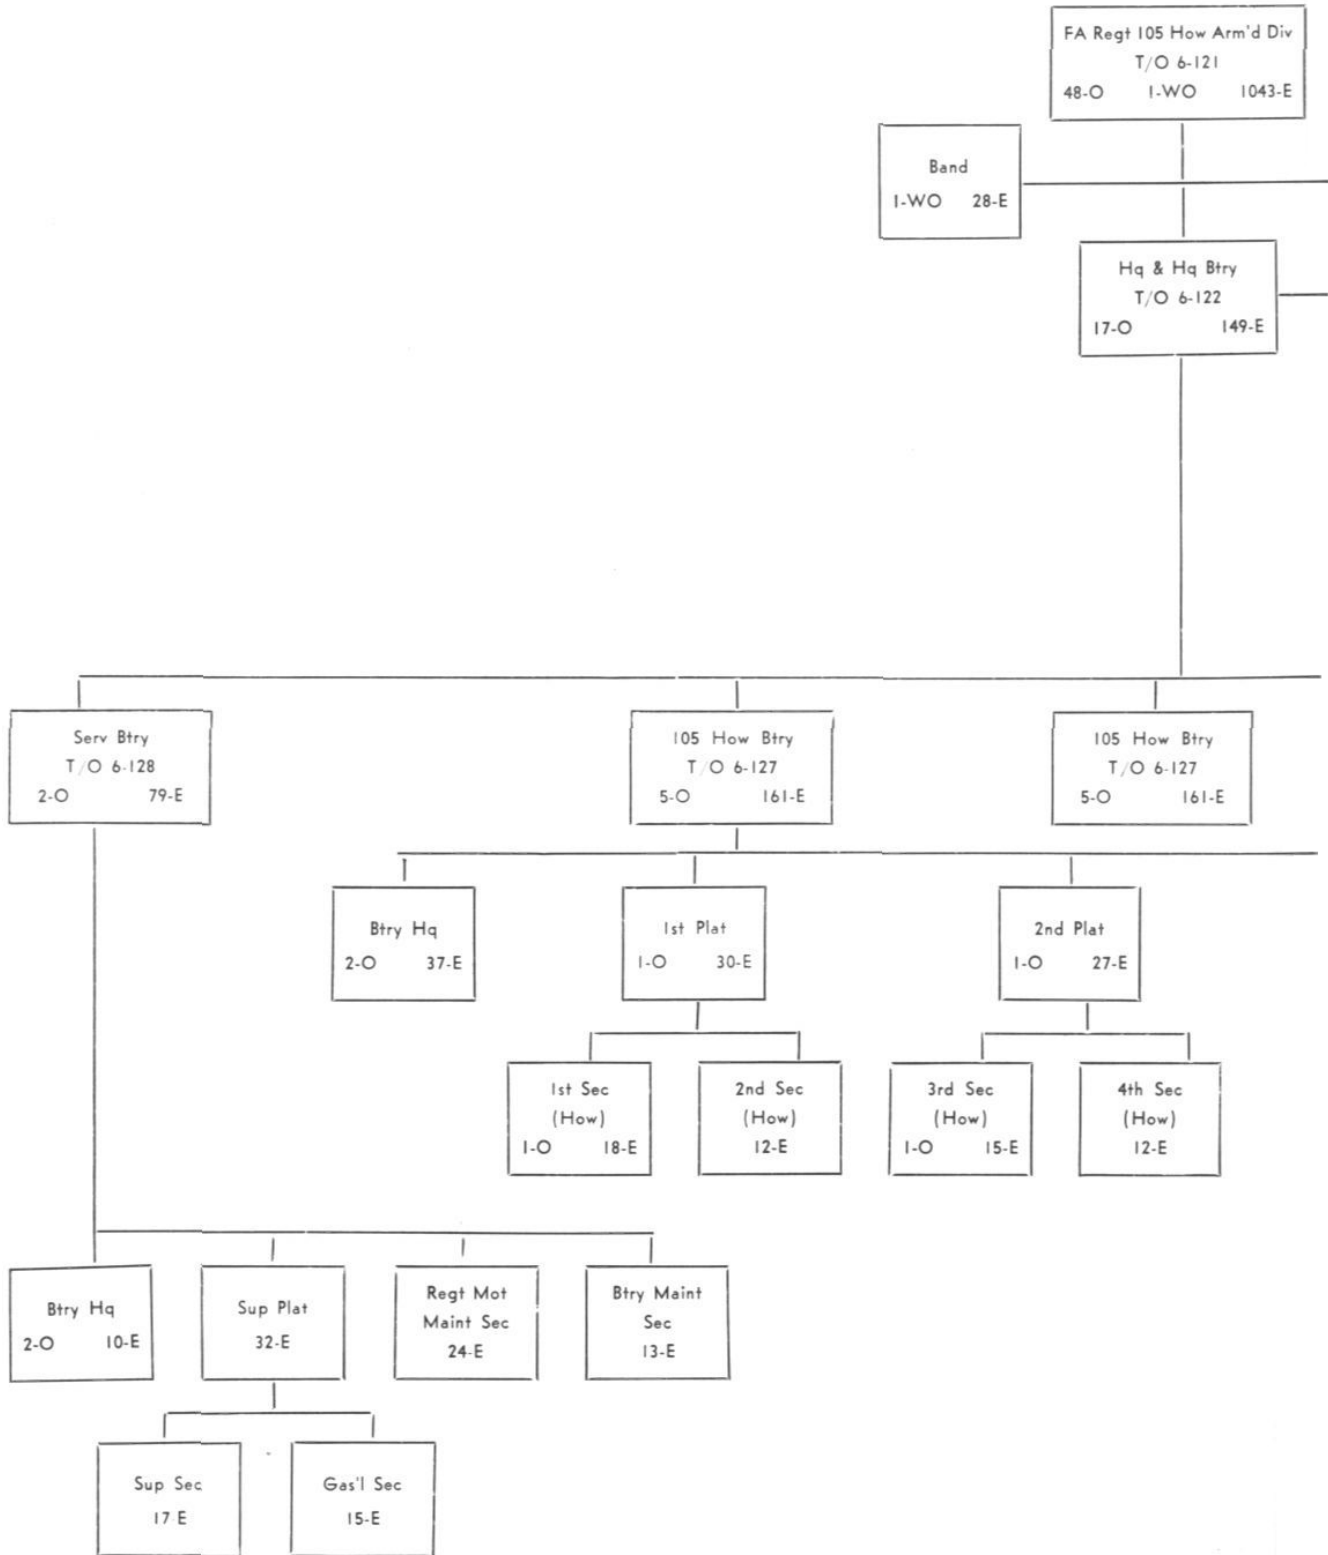 FA Regt 105 How Arm'd Div
T/O 6-121
48-O 1-WO 1043-E
Band
1-WO 28-E
Hq & Hq Btry
T/O 6-122
17-O 149-E
Serv Btry
T/O 6-128
2-O 79-E
105 How Btry
T/O 6-127
5-O 161-E
105 How Btry
T/O 6-127
5-O 161-E
Btry Hq
2-O 37-E
1st Plat
1-O 30-E
2nd Plat
1-O 27-E
1st Sec
(How)
1-O 18-E
2nd Sec
(How)
12-E
3rd Sec
(How)
1-O 15-E
4th Sec
(How)
12-E
Btry Hq
2-O 10-E
Sup Plat
32-E
Regt Mot
Maint Sec
24-E
Btry Maint
Sec
13-E
Sup Sec
17 E
Gas'l Sec
15-E